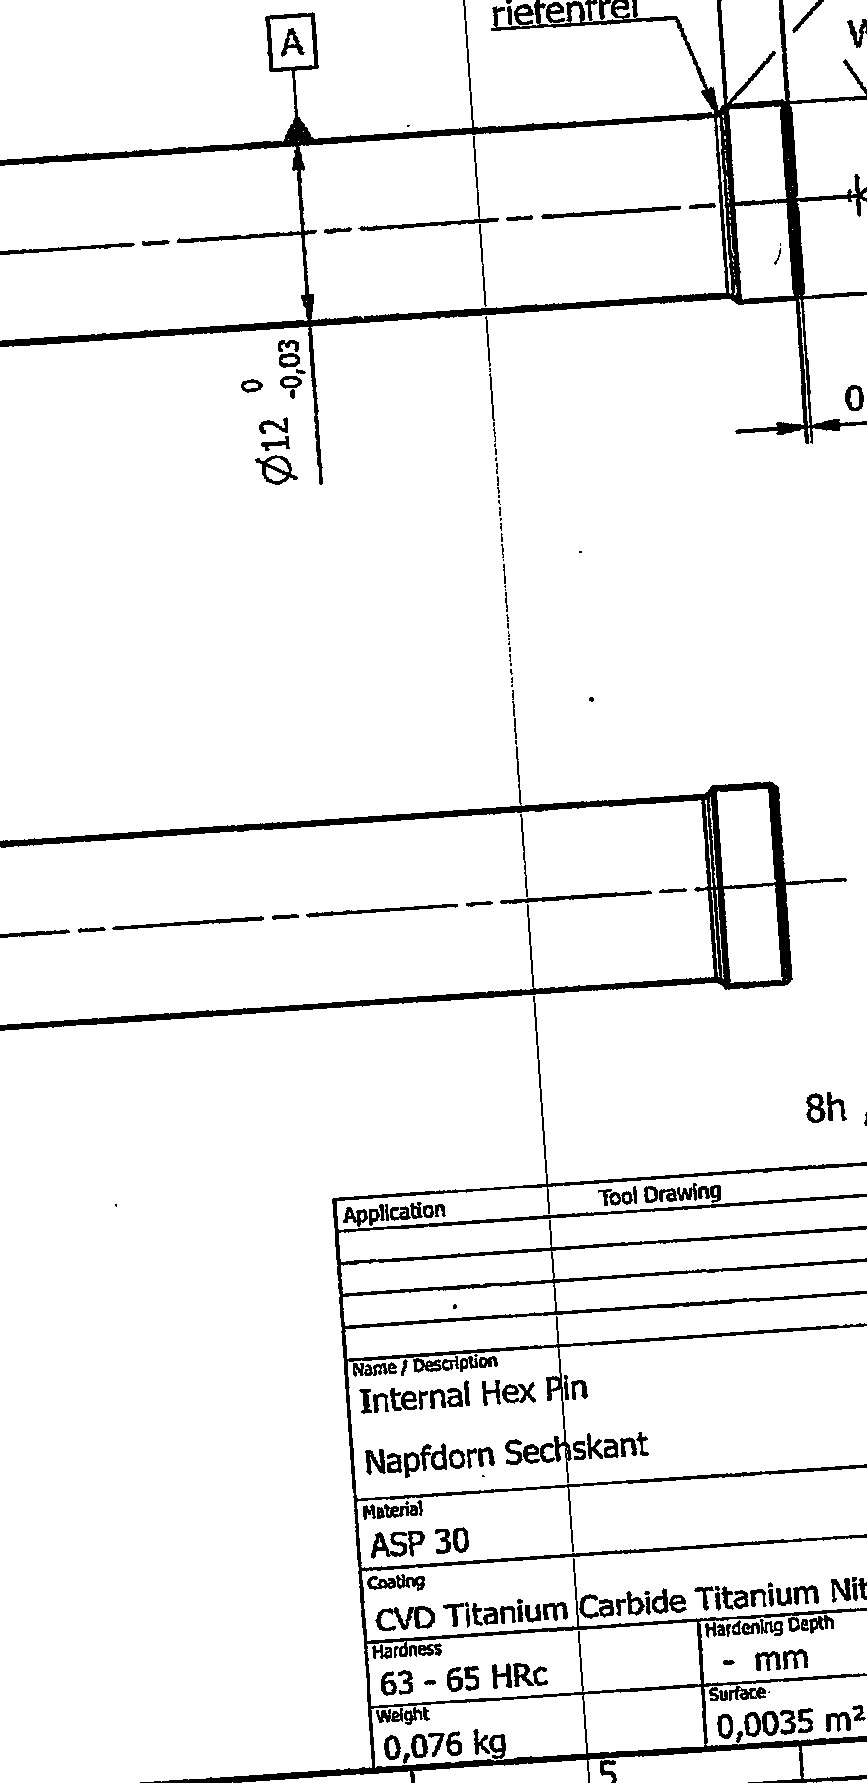 riefenfrei
A
0
-0,03
Ø12
0
8h
Application
Tool Drawing
Name / Description
Internal Hex Pin
Napfdorn Sechskant
Material
ASP 30
Coating
CVD Titanium Carbide Titanium Nit
Hardness
63 - 65 HRc
Hardening Depth
- mm
Weight
0,076 kg
Surface
0,0035 m²
5